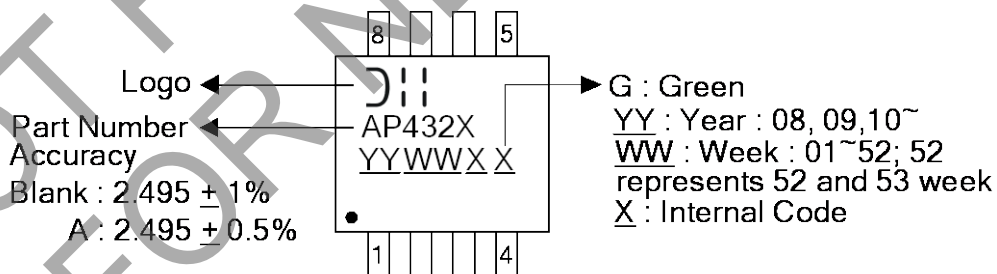 8 5
Logo
AP432X
YYWWX X
Part Number
Accuracy
Blank : 2.495 ± 1%
A : 2.495 ± 0.5%
G : Green
YY : Year : 08, 09,10~
WW : Week : 01~52; 52
represents 52 and 53 week
X : Internal Code
1 4